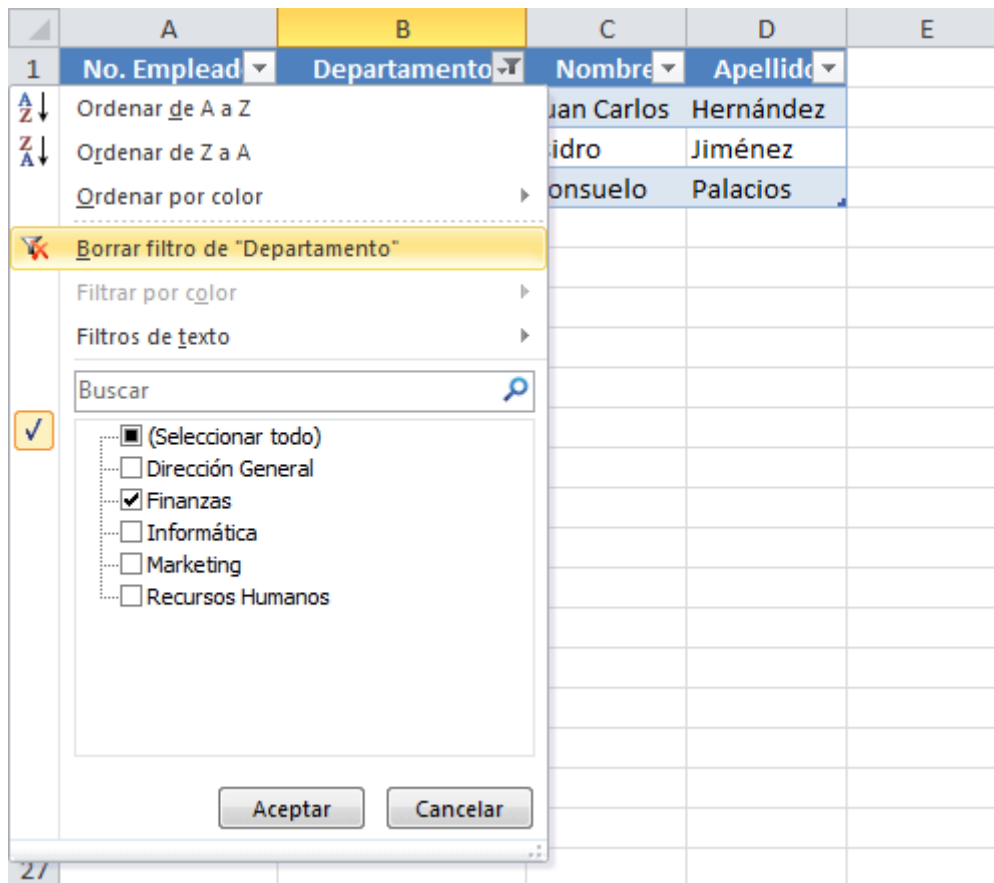 A B C D E
1 No. Emplead Departamento Nombre Apellido
Ordenar de A a Z uan Carlos Hernández
Ordenar de Z a A idro Jiménez
Ordenar por color onsuelo Palacios
Borrar filtro de "Departamento"
Filtrar por color
Filtros de texto
Buscar
(Seleccionar todo)
Dirección General
Finanzas
Informática
Marketing
Recursos Humanos
Aceptar Cancelar
27